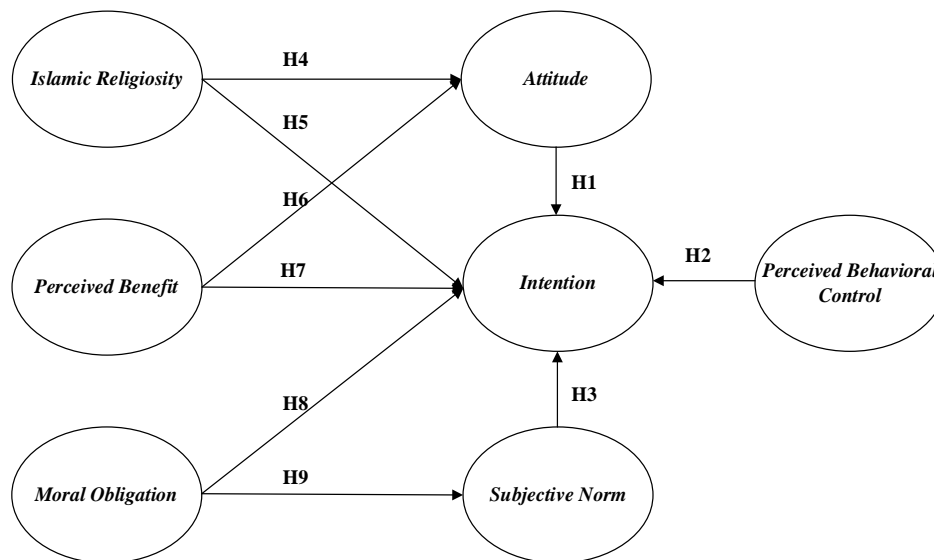 Islamic Religiosity
H4
Attitude
H5
H1
H6
Perceived Benefit
H7
Intention
H2
Perceived Behavioral
Control
H8
H3
Moral Obligation
H9
Subjective Norm